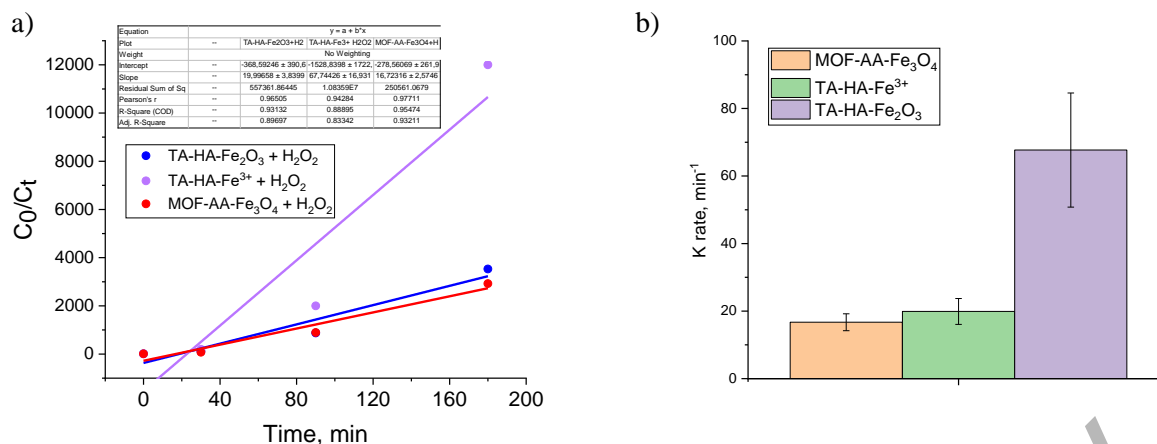 a)
Equation y = a + b*x
Plot -- TA-HA-Fe2O3+H2 TA-HA-Fe3+ H2O2 MOF-AA-Fe3O4+H
Weight No Weighting
Intercept -- -368,59246 ± 390,6 -1528,8398 ± 1722, -278,56069 ± 261,9
Slope -- 19,99658 ± 3,8399 67,74426 ± 16,931 16,72316 ± 2,5746
Residual Sum of Sq -- 557361.86445 1.08359E7 250561.0679
Pearson's r -- 0.96505 0.94284 0.97711
R-Square (COD) -- 0.93132 0.88895 0.95474
Adj. R-Square -- 0.89697 0.83342 0.93211
TA-HA-Fe₂O₃ + H₂O₂
TA-HA-Fe³⁺ + H₂O₂
MOF-AA-Fe₃O₄ + H₂O₂
C₀/Cₜ
12000
10000
8000
6000
4000
2000
0
0 40 80 120 160 200
Time, min
b)
MOF-AA-Fe₃O₄
TA-HA-Fe³⁺
TA-HA-Fe₂O₃
K rate, min⁻¹
100
80
60
40
20
0